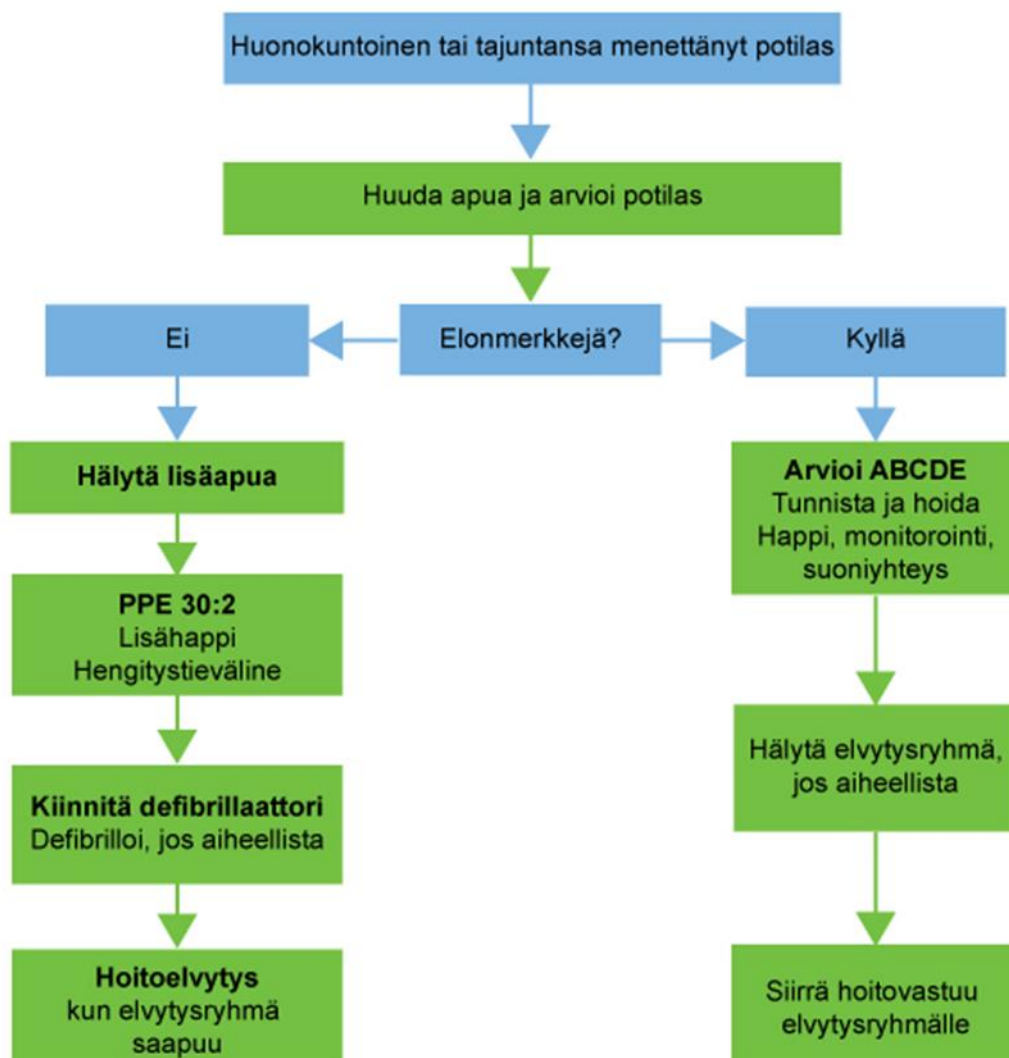 Huonokuntoinen tai tajuntansa menettänyt potilas
Huuda apua ja arvioi potilas
Ei
Elonmerkkejä?
Kyllä
Hälytä lisäapua
PPE 30:2
Lisähappi
Hengitystieväline
Kiinnitä defibrillaattori
Defibrilloi, jos aiheellista
Hoitoelvytys
kun elvytysryhmä
saapuu
Arvioi ABCDE
Tunnista ja hoida
Happi, monitorointi,
suoniyhteys
Hälytä elvytysryhmä,
jos aiheellista
Siirrä hoitovastuu
elvytysryhmälle